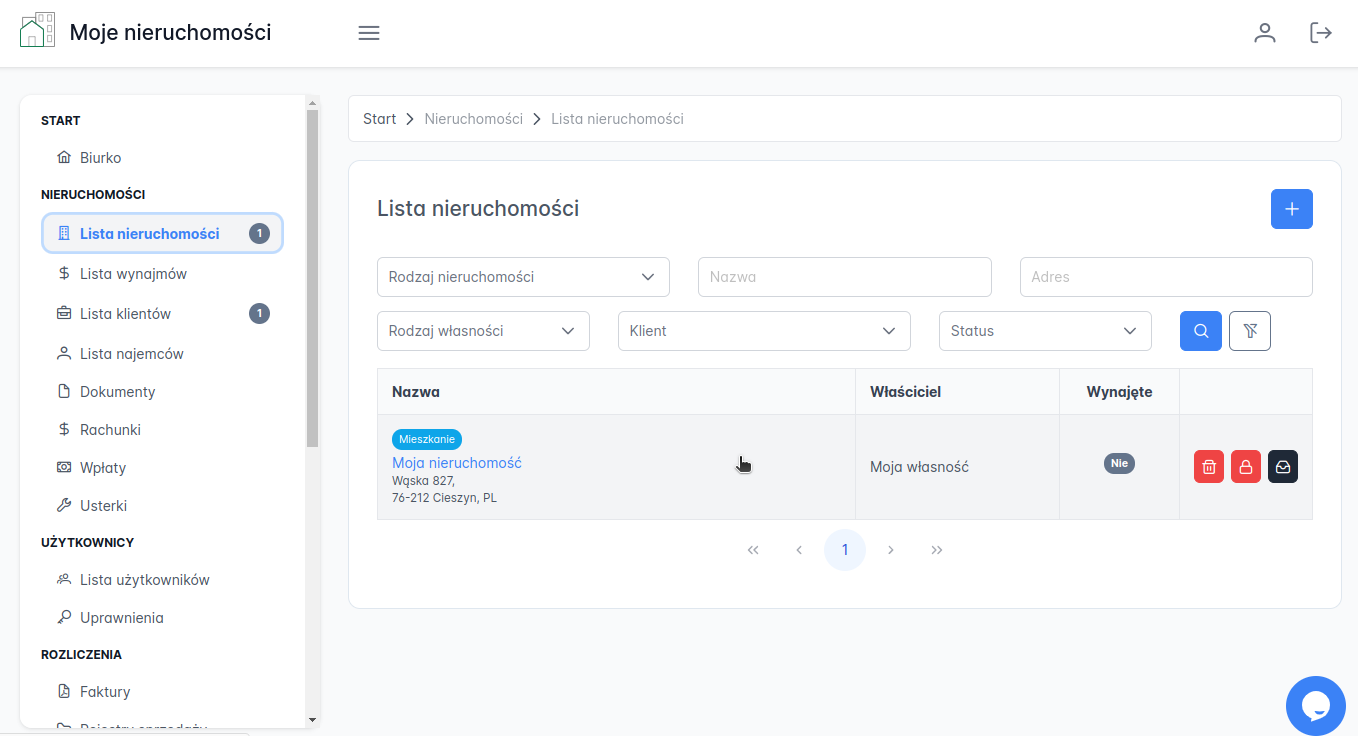 Moje nieruchomości
START
Biurko
NIERUCHOMOŚCI
Lista nieruchomości 1
Lista wynajmów
Lista klientów 1
Lista najemców
Dokumenty
Rachunki
Wpłaty
Usterki
UŻYTKOWNICY
Lista użytkowników
Uprawnienia
ROZLICZENIA
Faktury
Rejestry sprzedaży
Start Nieruchomości Lista nieruchomości
Lista nieruchomości
Rodzaj nieruchomości Nazwa Adres
Rodzaj własności Klient Status
Nazwa Właściciel Wynajęte
Mieszkanie
Moja nieruchomość
Wąska 827,
76-212 Cieszyn, PL
Moja własność
Nie
1